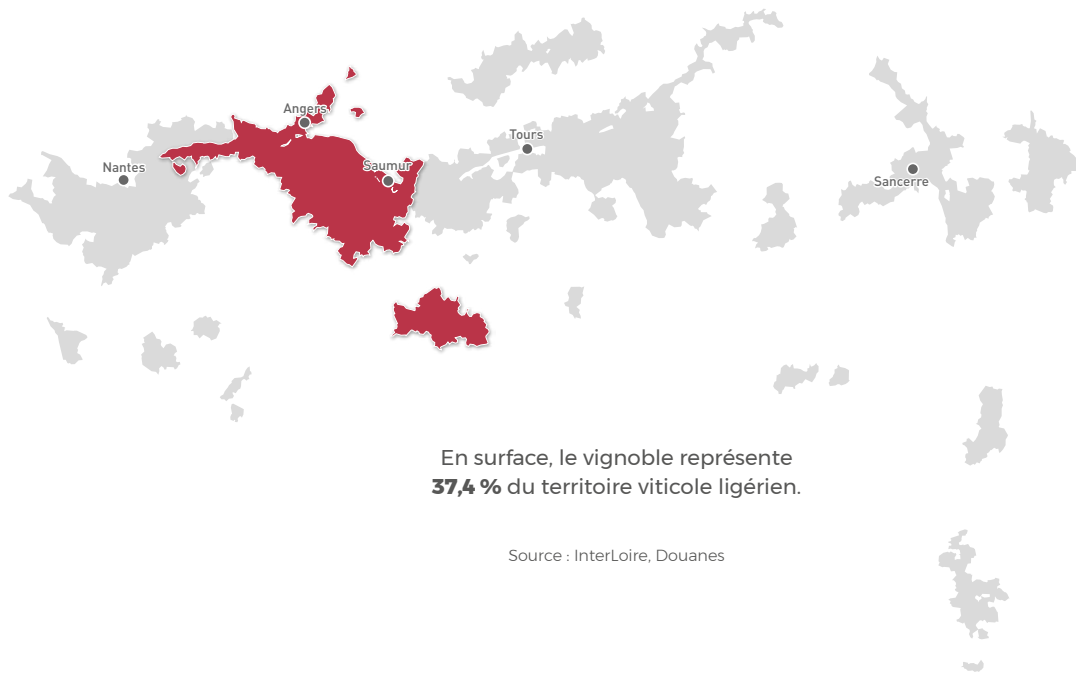 Angers
Tours
Saumur
Nantes
Sancerre
En surface, le vignoble représente
37,4 % du territoire viticole ligérien.
Source : InterLoire, Douanes